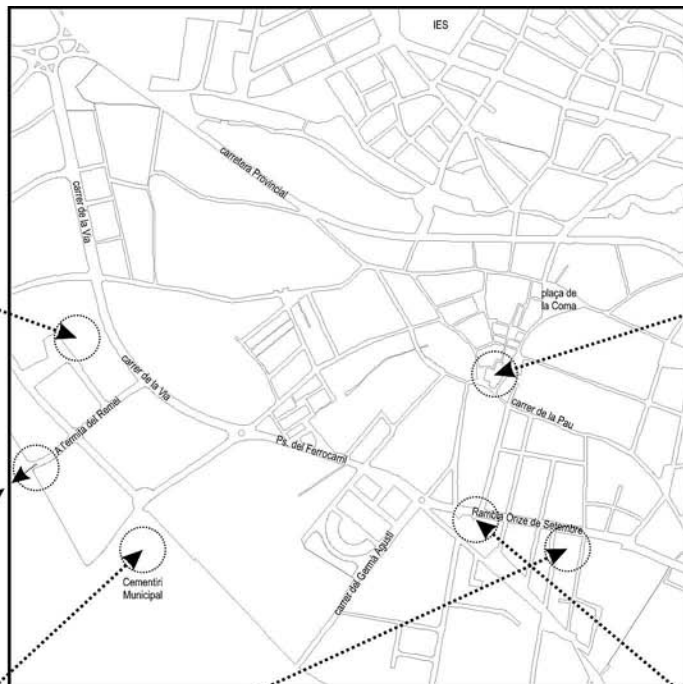 IES
carretera Provincial
carrer de la Via
plaça de
la Coma
carrer de la Via
A l'ermita del Remei
carrer de la Pau
Ps. del Ferrocarril
Rambla Onze de Setembre
carrer del Germà Agustí
Cementiri
Municipal